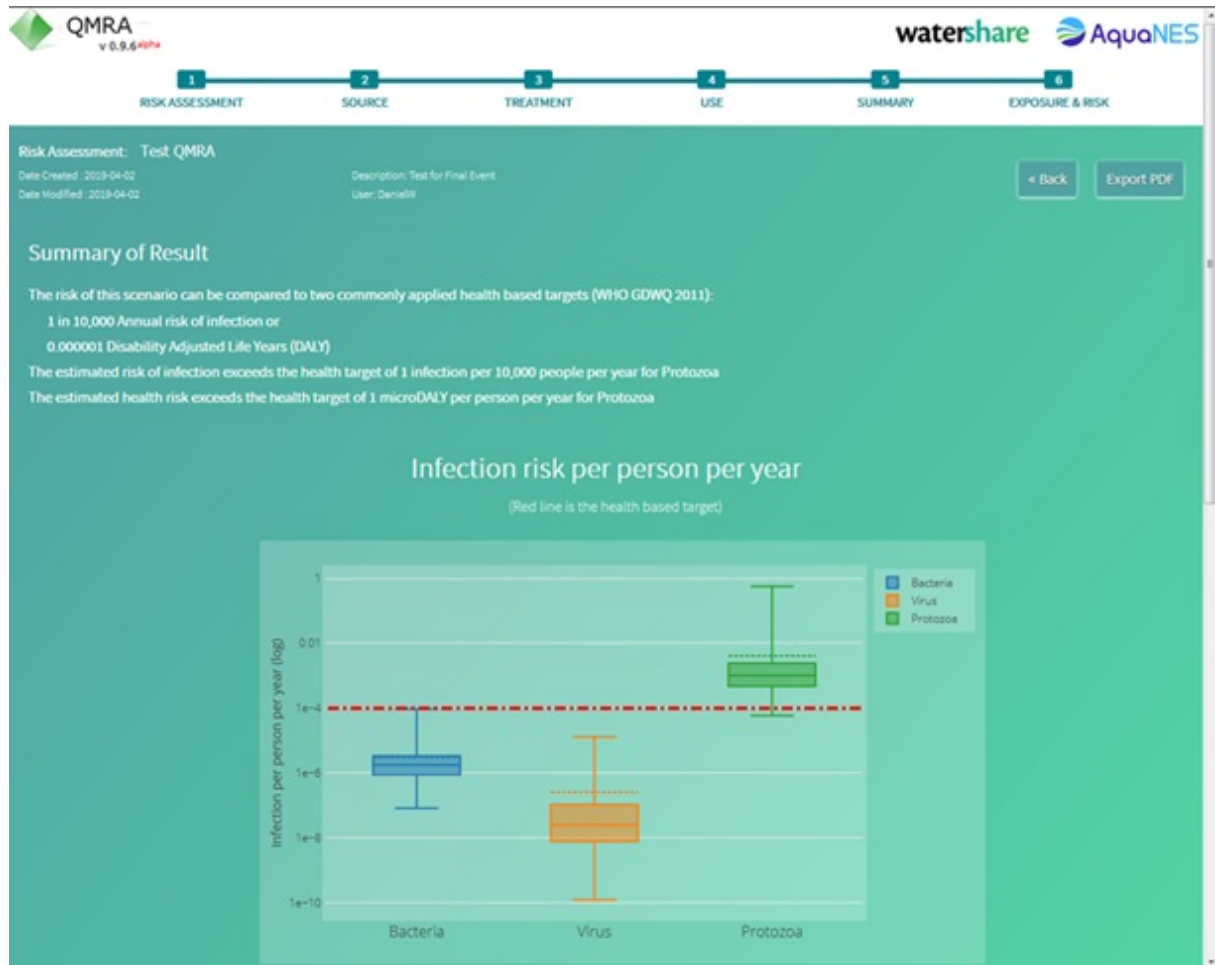 QMRA
v 0.9.6alpha
watershare
AquaNES
1 2 3 4 5 6
RISK ASSESSMENT SOURCE TREATMENT USE SUMMARY EXPOSURE & RISK
Risk Assessment: Test QMRA
Date Created : 2019-04-02 Description: Test for Final Event
Date Modified : 2019-04-02 User: DanielW
« Back Export PDF
Summary of Result
The risk of this scenario can be compared to two commonly applied health based targets (WHO GDWQ 2011):
1 in 10,000 Annual risk of infection or
0.000001 Disability Adjusted Life Years (DALY)
The estimated risk of infection exceeds the health target of 1 infection per 10,000 people per year for Protozoa
The estimated health risk exceeds the health target of 1 microDALY per person per year for Protozoa
Infection risk per person per year
(Red line is the health based target)
Infection per person per year (log)
1
0.01
1e-4
1e-6
1e-8
1e-10
Bacteria Virus Protozoa
Bacteria
Virus
Protozoa